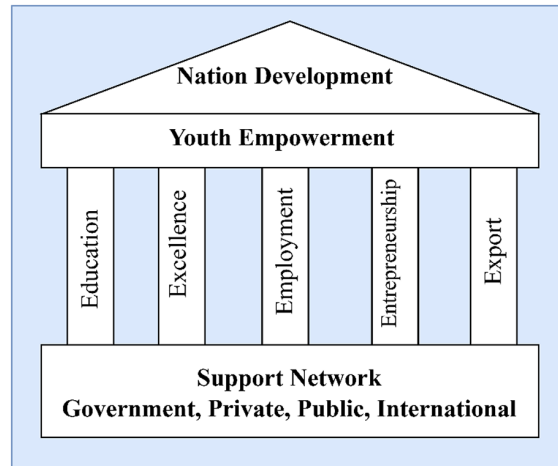 Nation Development
Youth Empowerment
Education
Excellence
Employment
Entrepreneurship
Export
Support Network
Government, Private, Public, International